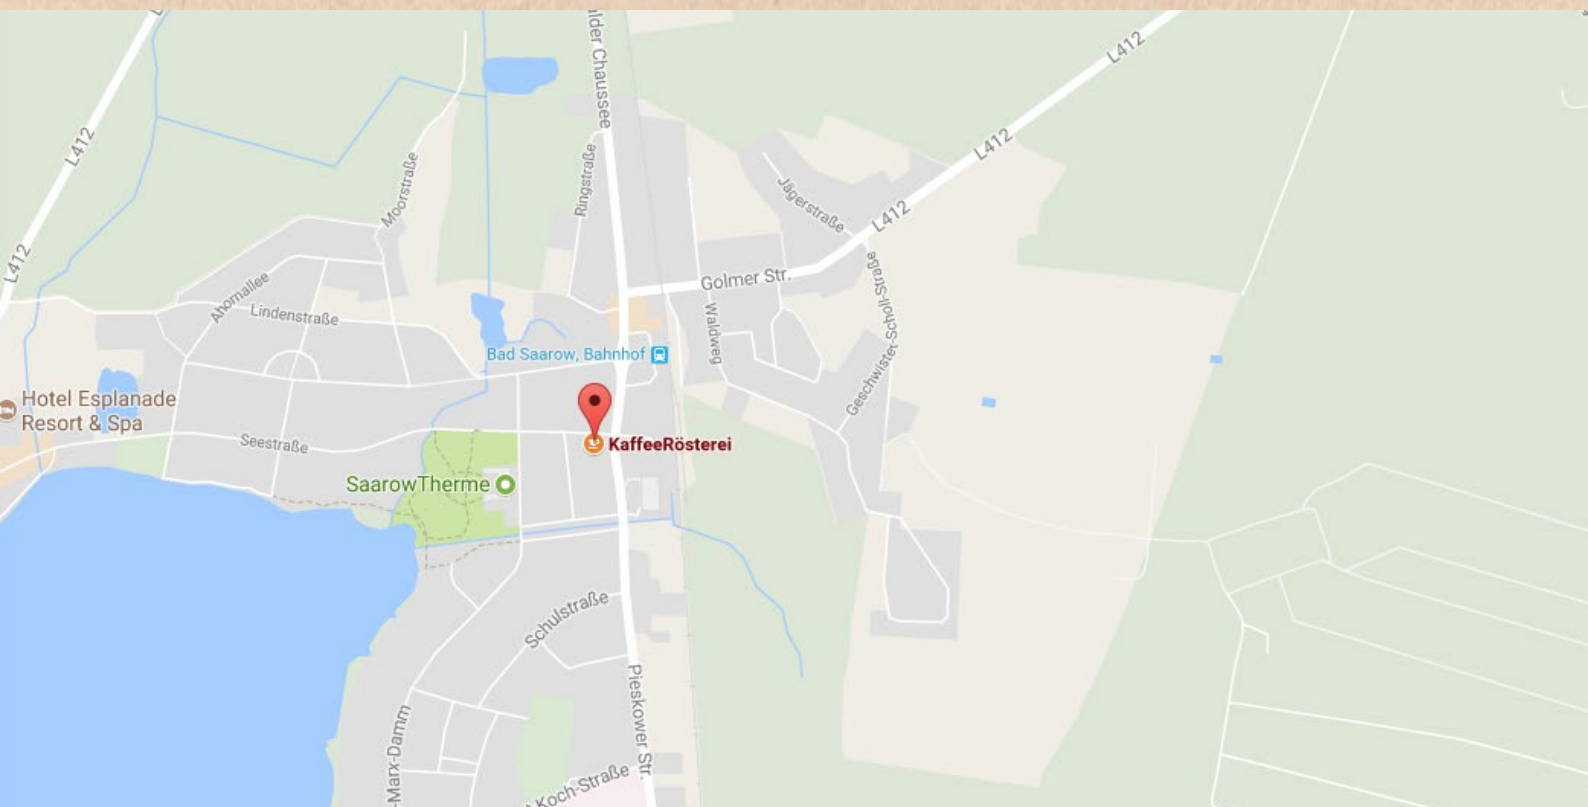 lder Chaussee
L412
L412
L412
L412
L412
Moorstraße
Ringstraße
Jägerstraße
Golmer Str.
Geschwister-Scholl-Straße
Ahornallee
Lindenstraße
Waldweg
Bad Saarow, Bahnhof
Hotel Esplanade
Resort & Spa
Seestraße
KaffeeRösterei
SaarowTherme
Schulstraße
Pieskower Str.
-Marx-Damm
Koch-Straße